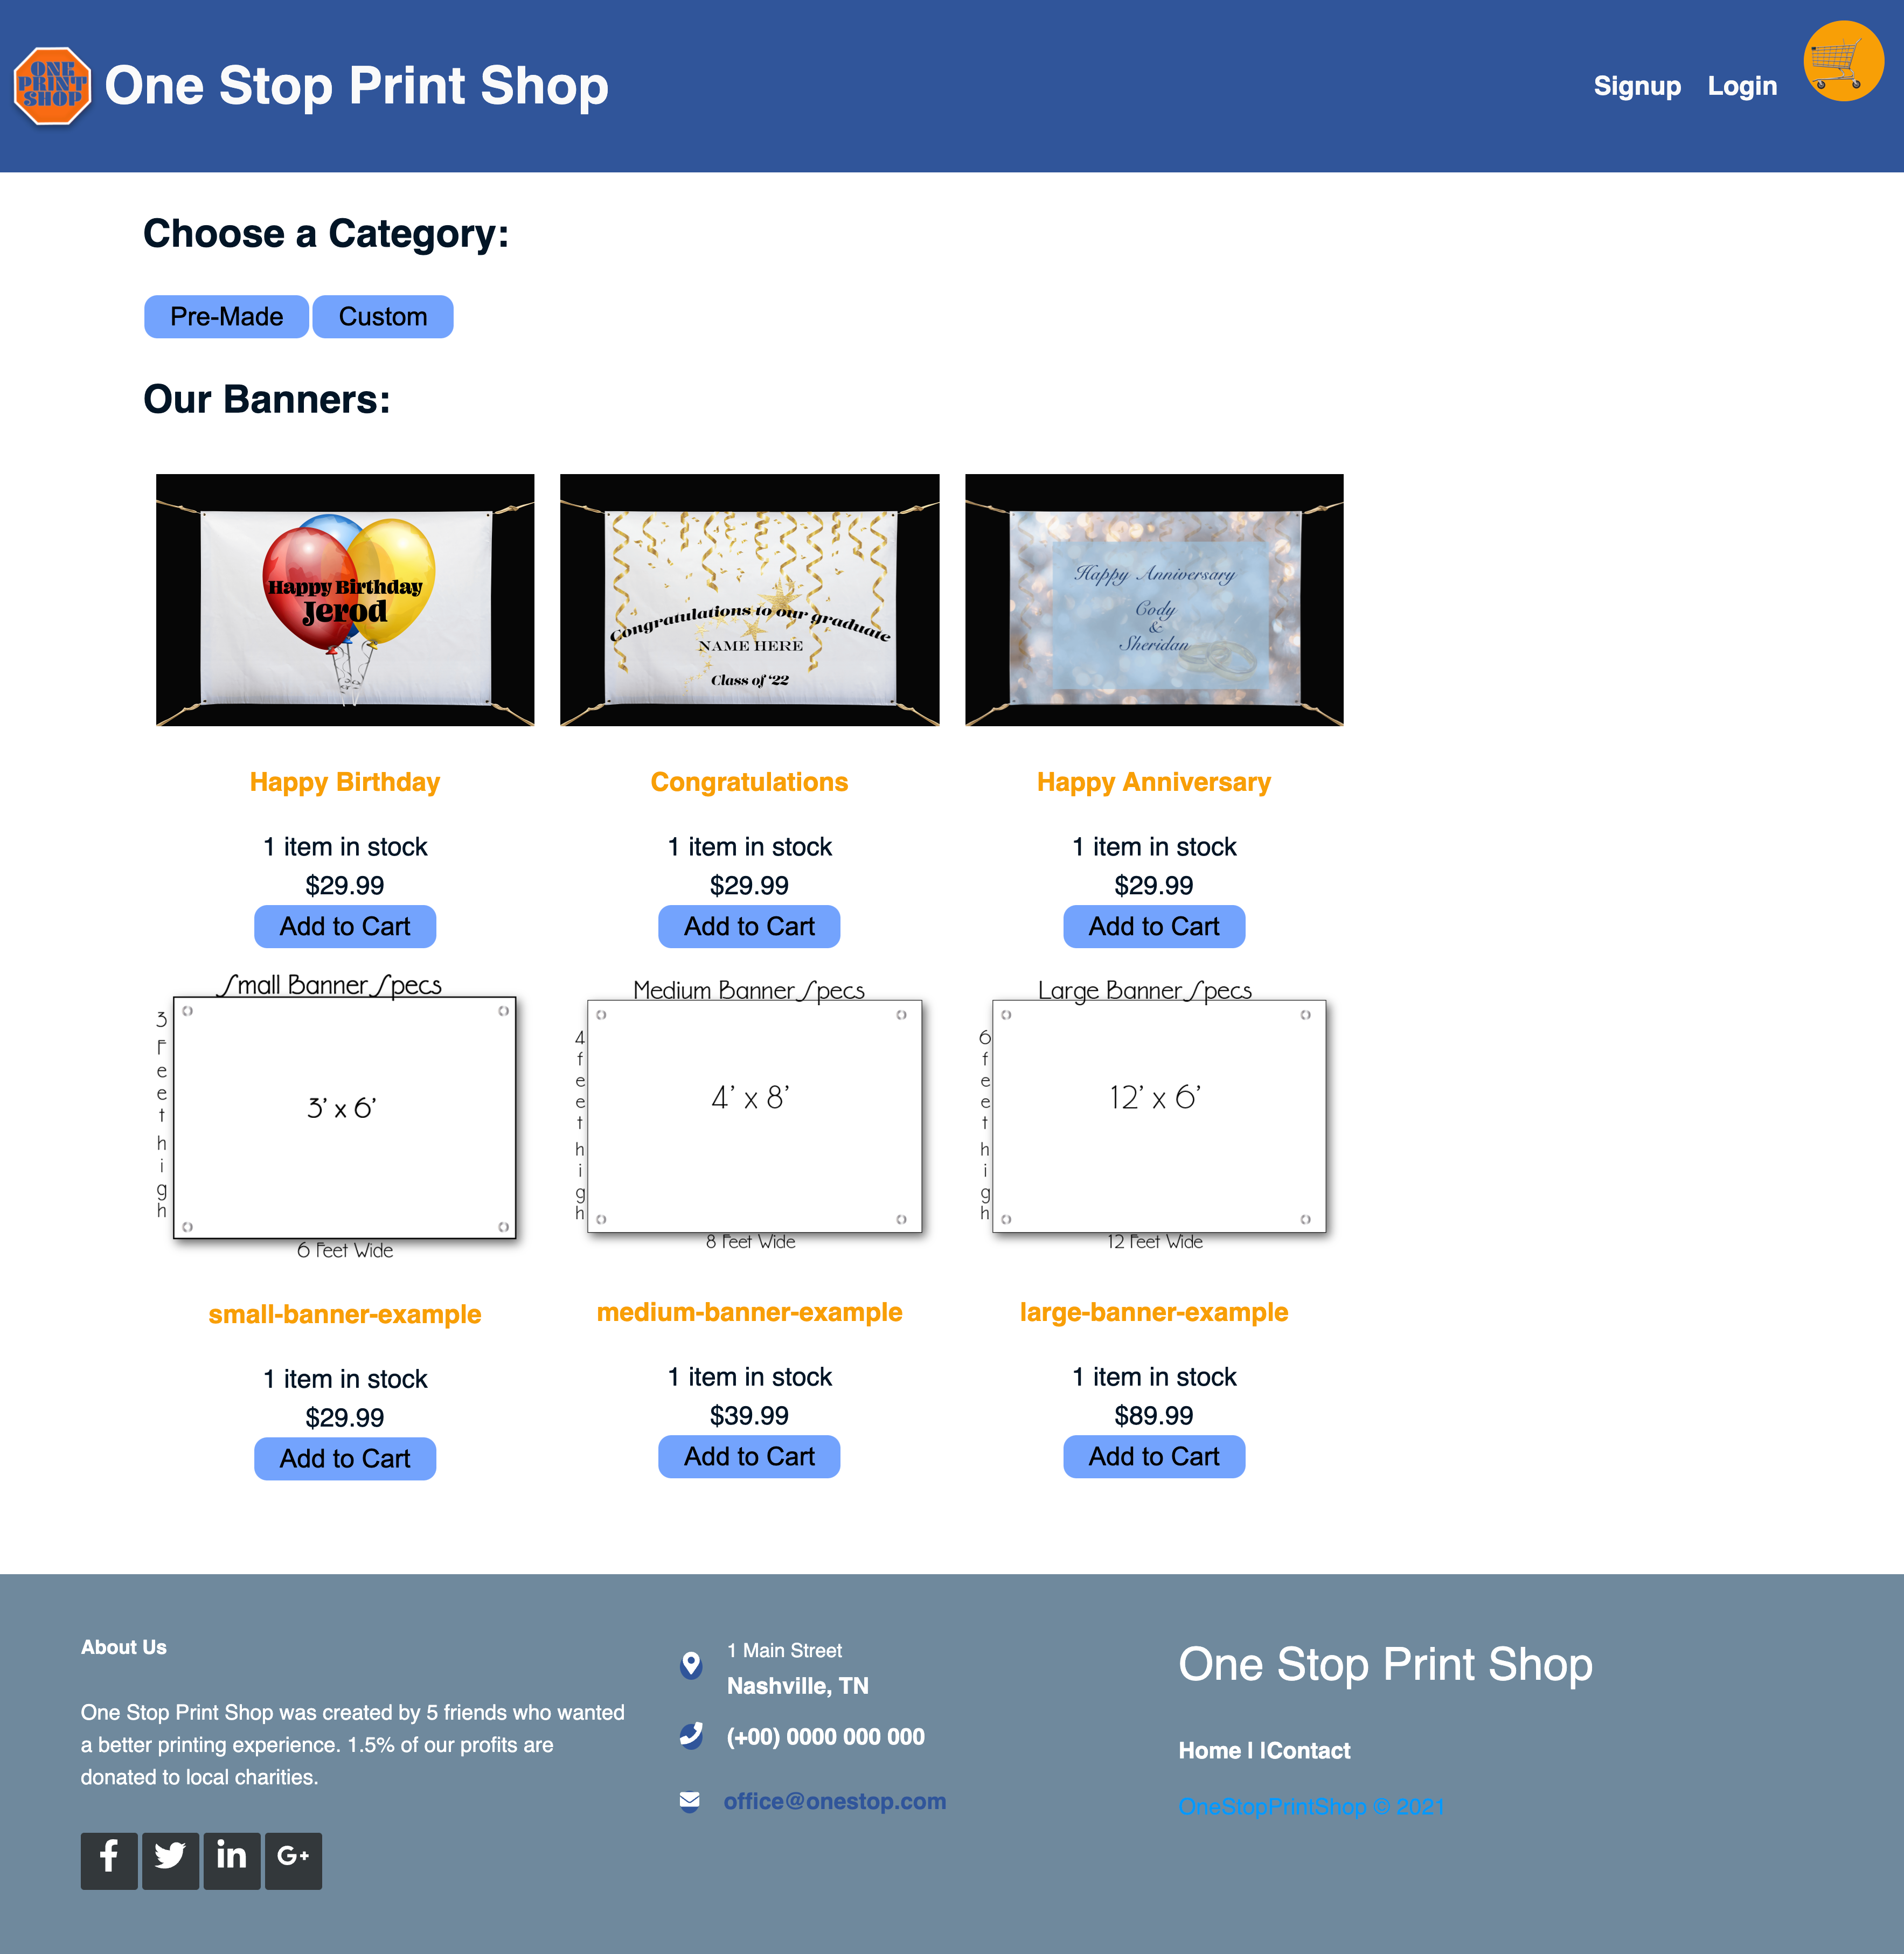 ONE
PRINT
SHOP
One Stop Print Shop
Signup Login
Choose a Category:
Pre-Made Custom
Our Banners:
Happy Birthday
Jerod
Congratulations to our graduate
NAME HERE
Class of ‘22
Happy Anniversary
Cody
&
Sheridan
Happy Birthday
1 item in stock
$29.99
Add to Cart
Congratulations
1 item in stock
$29.99
Add to Cart
Happy Anniversary
1 item in stock
$29.99
Add to Cart
Small Banner Specs
3 Feet high
3’ x 6’
6 Feet Wide
Medium Banner Specs
4 feet high
4’ x 8’
8 Feet Wide
Large Banner Specs
6 feet high
12’ x 6’
12 Feet Wide
small-banner-example
1 item in stock
$29.99
Add to Cart
medium-banner-example
1 item in stock
$39.99
Add to Cart
large-banner-example
1 item in stock
$89.99
Add to Cart
About Us
One Stop Print Shop was created by 5 friends who wanted
a better printing experience. 1.5% of our profits are
donated to local charities.
f
in
G+
1 Main Street
Nashville, TN
(+00) 0000 000 000
office@onestop.com
One Stop Print Shop
Home | |Contact
OneStopPrintShop © 2021